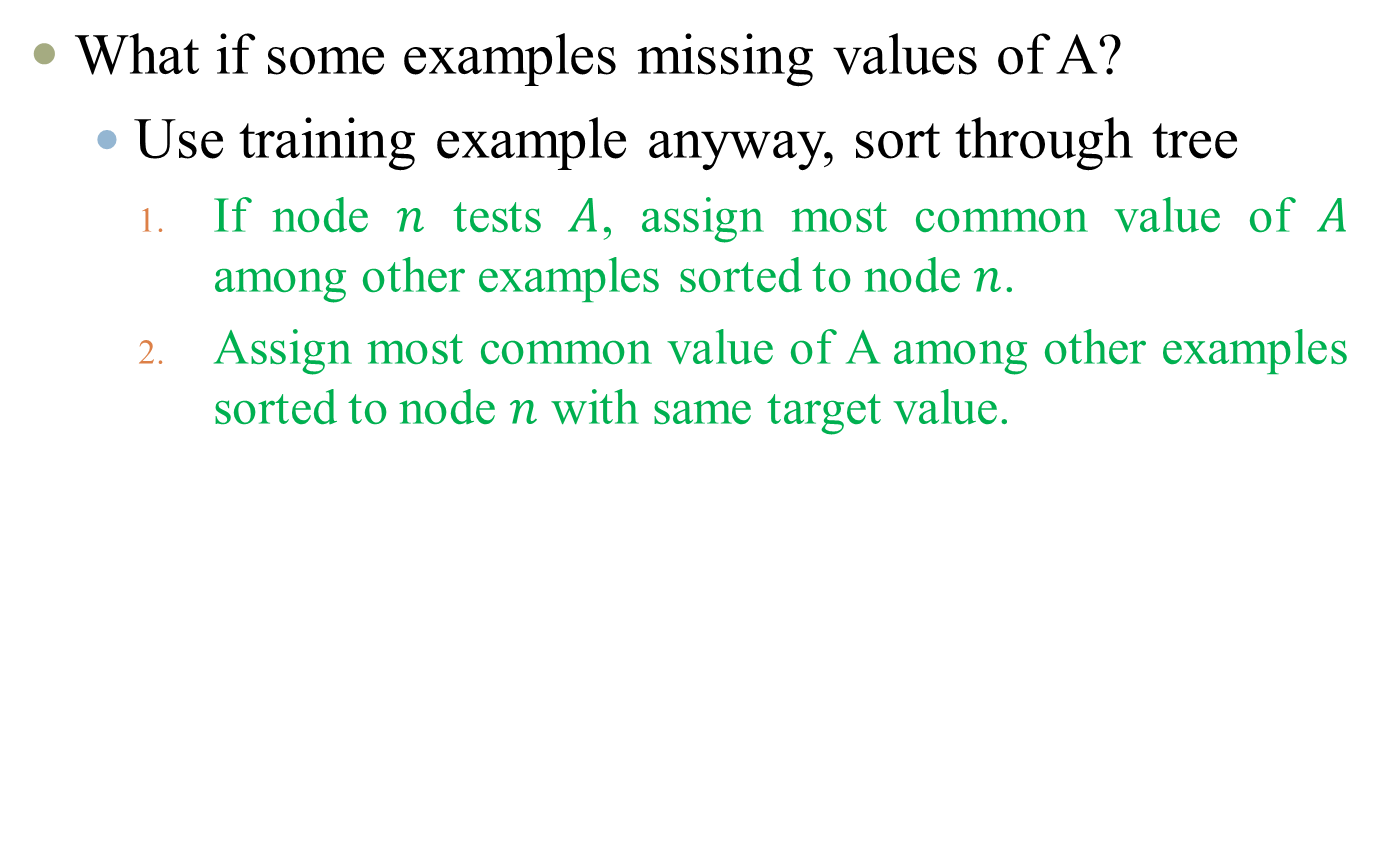 • What if some examples missing values of A?
• Use training example anyway, sort through tree
1. If node n tests A, assign most common value of A
among other examples sorted to node n.
2. Assign most common value of A among other examples
sorted to node n with same target value.